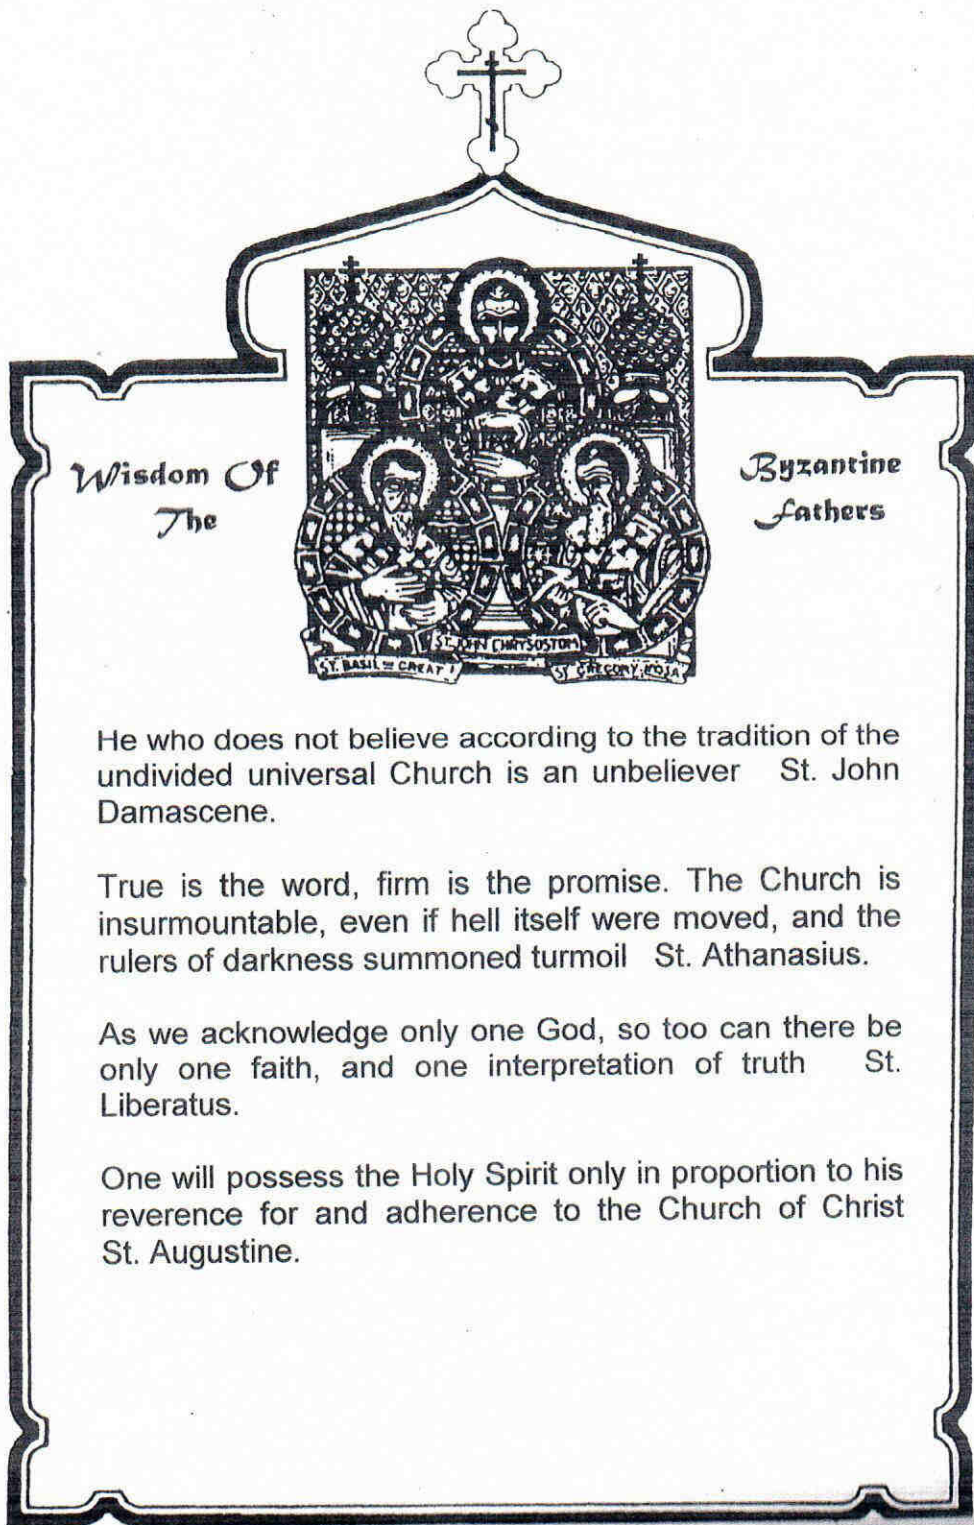 Wisdom Of
The
Byzantine
Fathers
ST. JOHN CHRYSOSTOM
ST. BASIL THE GREAT
ST GREGORY
He who does not believe according to the tradition of the
undivided universal Church is an unbeliever St. John
Damascene.
True is the word, firm is the promise. The Church is
insurmountable, even if hell itself were moved, and the
rulers of darkness summoned turmoil St. Athanasius.
As we acknowledge only one God, so too can there be
only one faith, and one interpretation of truth St.
Liberatus.
One will possess the Holy Spirit only in proportion to his
reverence for and adherence to the Church of Christ
St. Augustine.